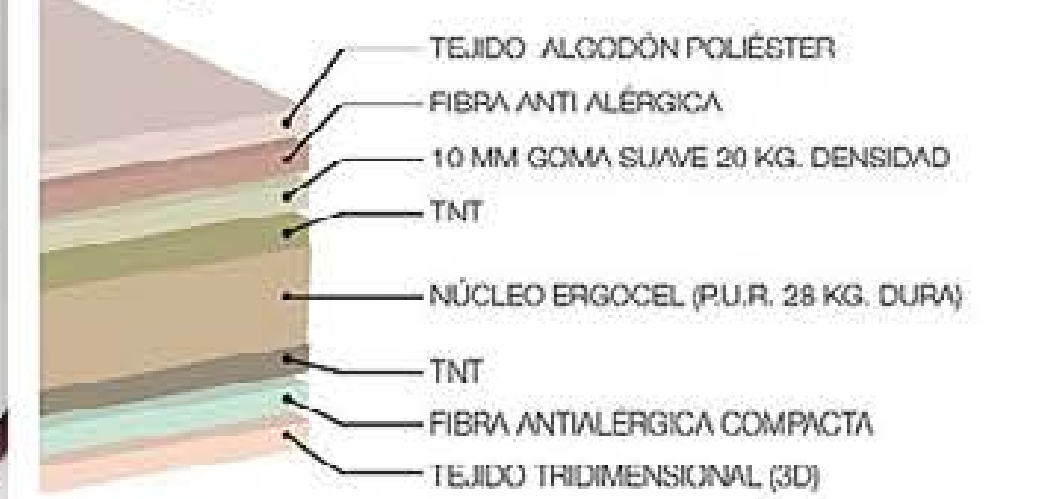 TEJIDO ALGODÓN POLIÉSTER
FIBRA ANTI ALÉRGICA
10 MM GOMA SUAVE 20 KG. DENSIDAD
TNT
NÚCLEO ERGOCEL (P.U.R. 28 KG. DURA)
TNT
FIBRA ANTIALERGICA COMPACTA
TEJIDO TRIDIMENSIONAL (3D)